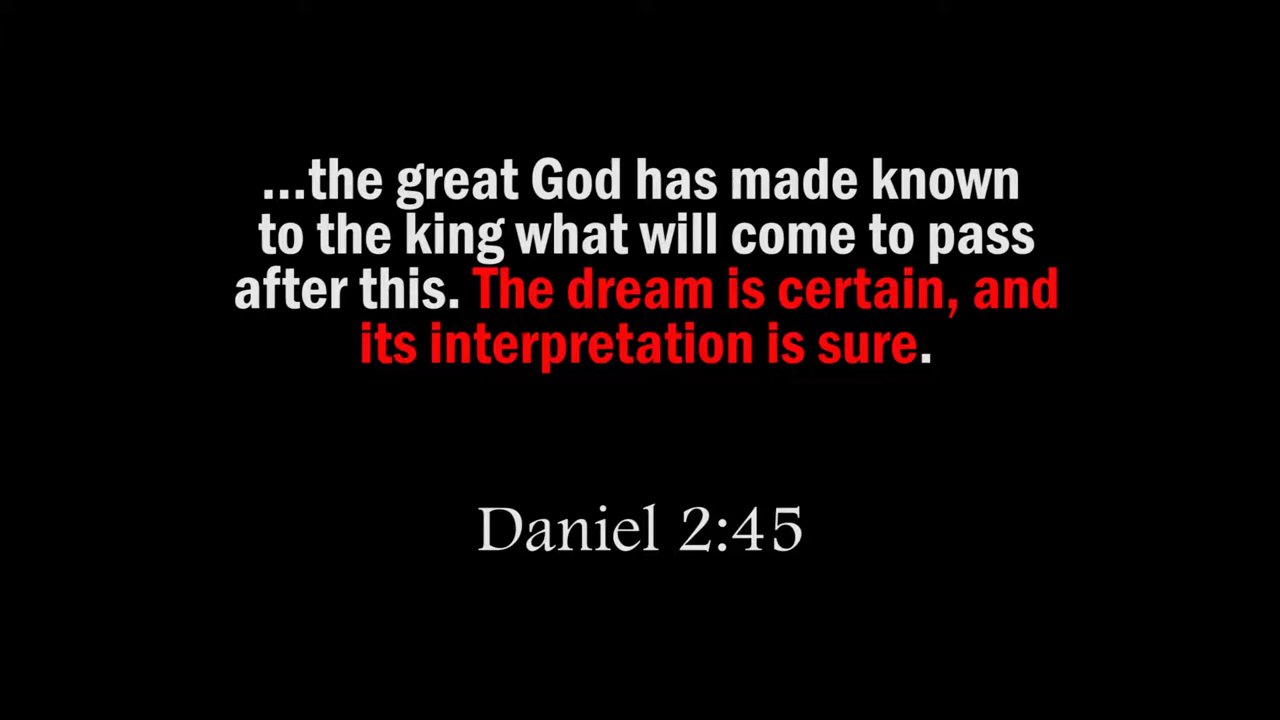 ...the great God has made known
to the king what will come to pass
after this. The dream is certain, and
its interpretation is sure.
Daniel 2:45